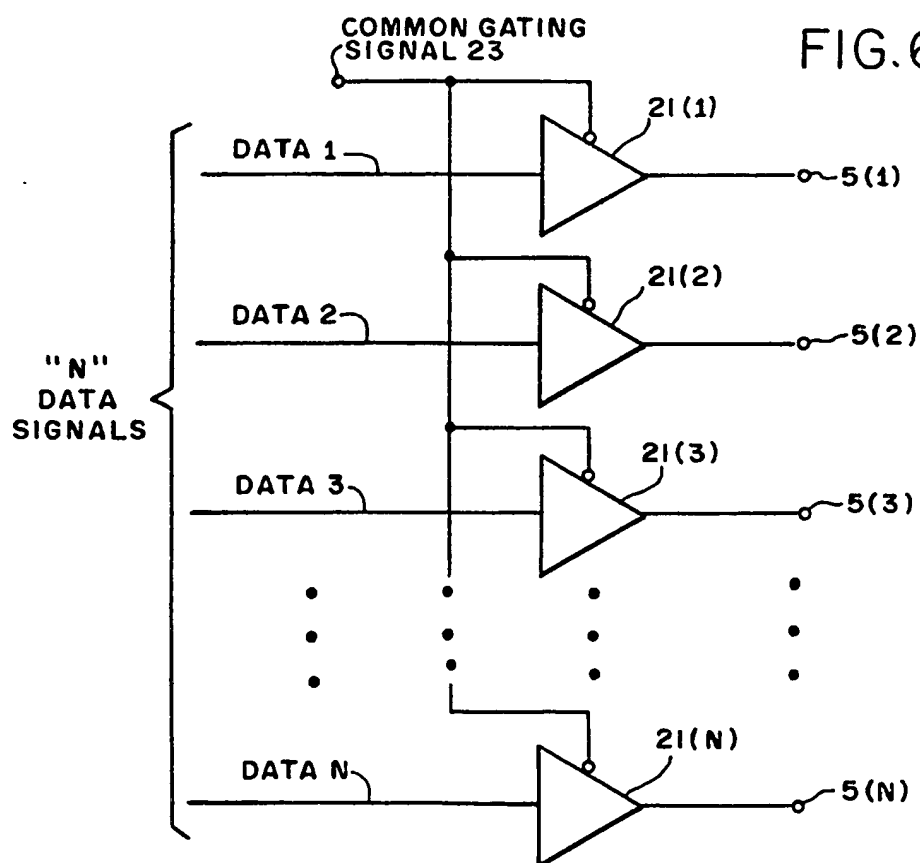 COMMON GATING
SIGNAL 23
FIG. 6
21(1)
DATA 1
5(1)
21(2)
DATA 2
5(2)
"N"
DATA
SIGNALS
21(3)
DATA 3
5(3)
21(N)
DATA N
5(N)